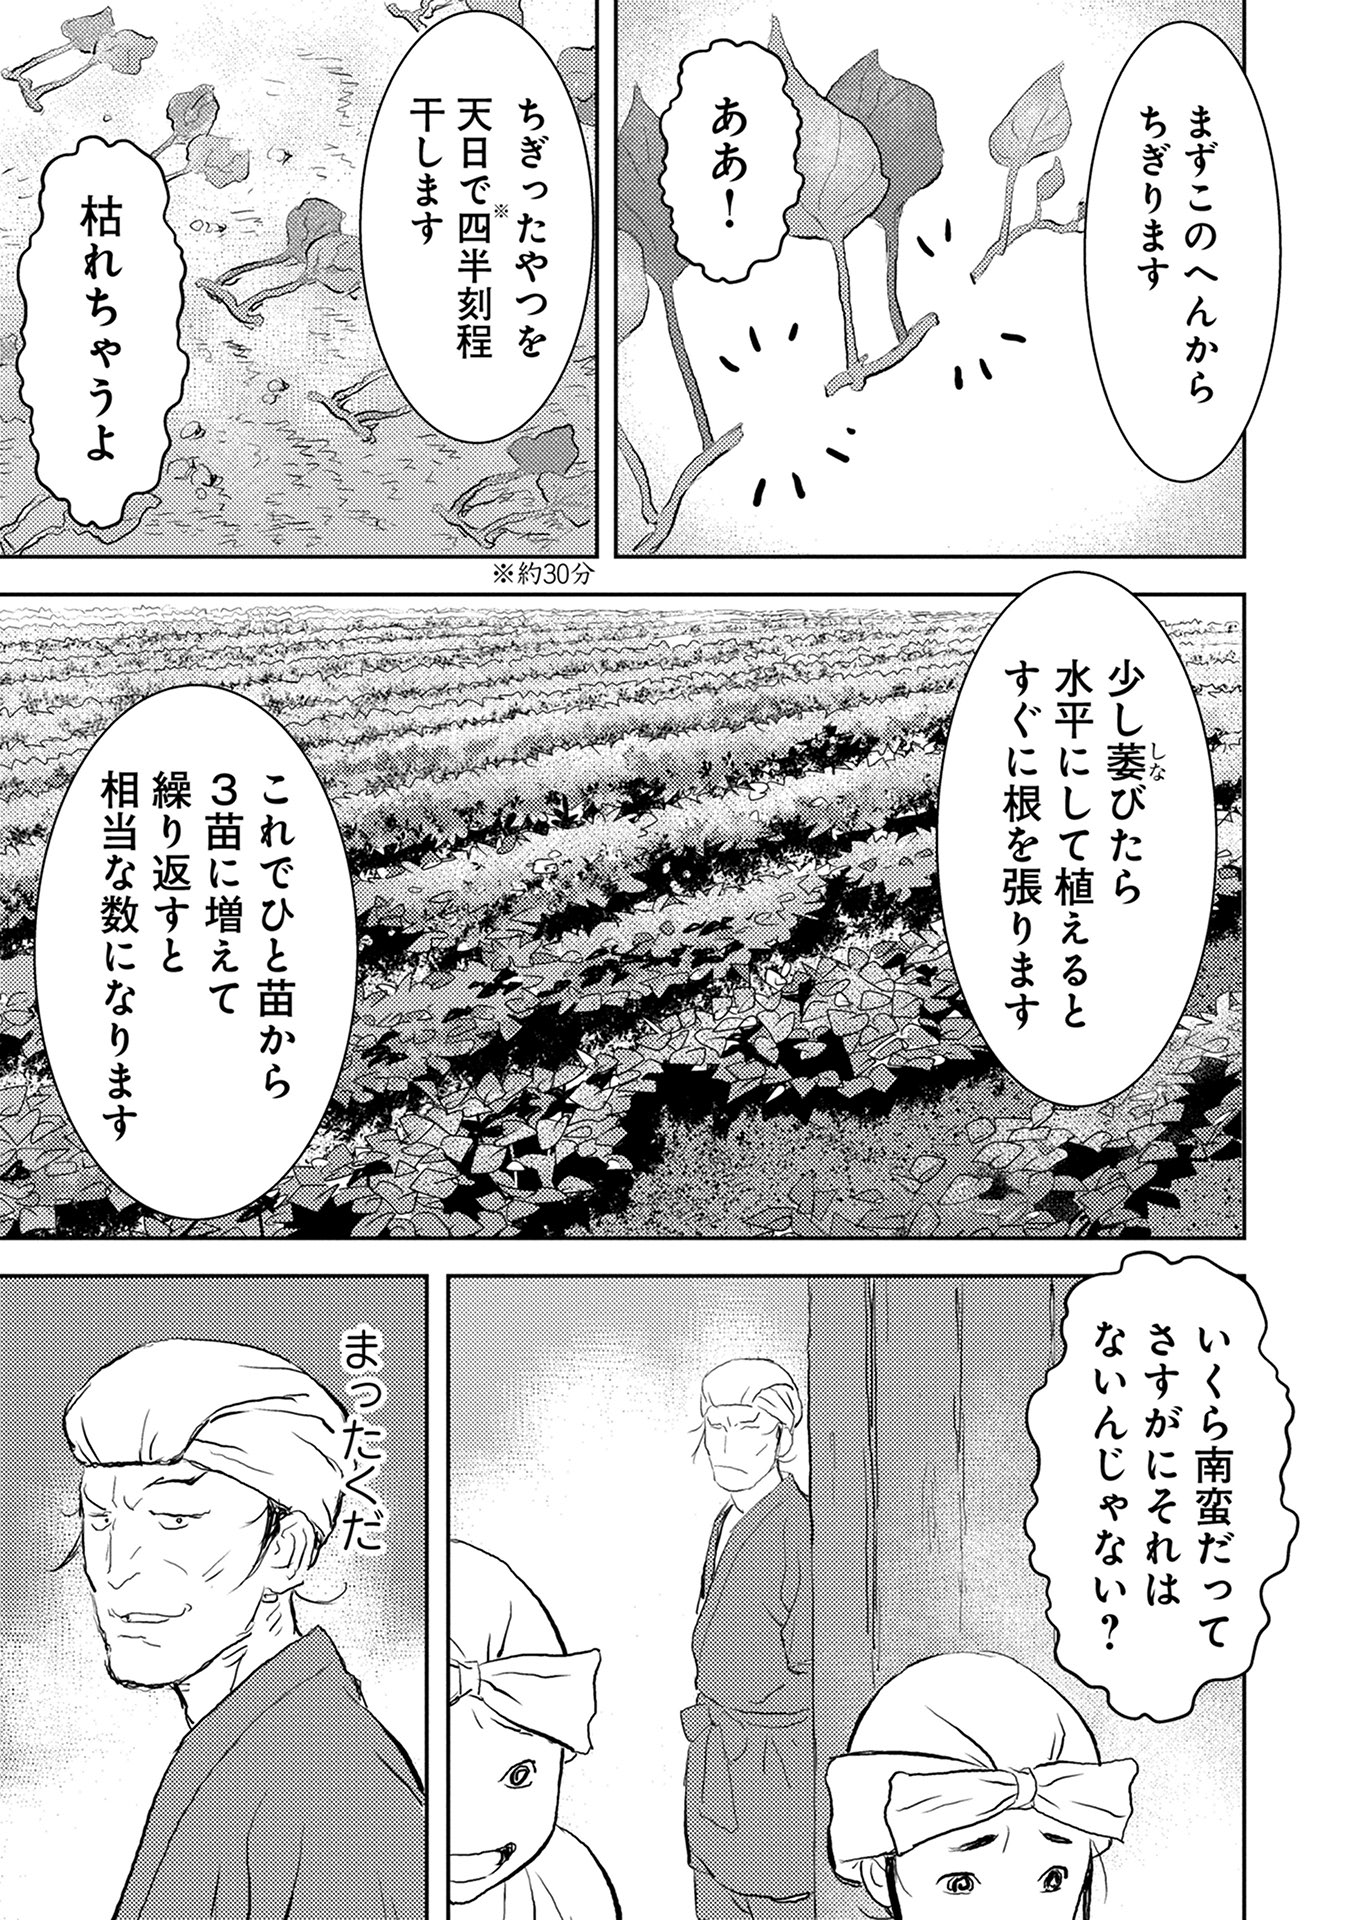 まずこのへんから
ちぎります
ああ！
ちぎったやつを
天日で四半刻程
干します
※
枯れちゃうよ
※約30分
少し萎びたら
しな
水平にして植えると
すぐに根を張ります
これでひと苗から
3苗に増えて
繰り返すと
相当な数になります
いくら南蛮だって
さすがにそれは
ないんじゃない？
まったくだ